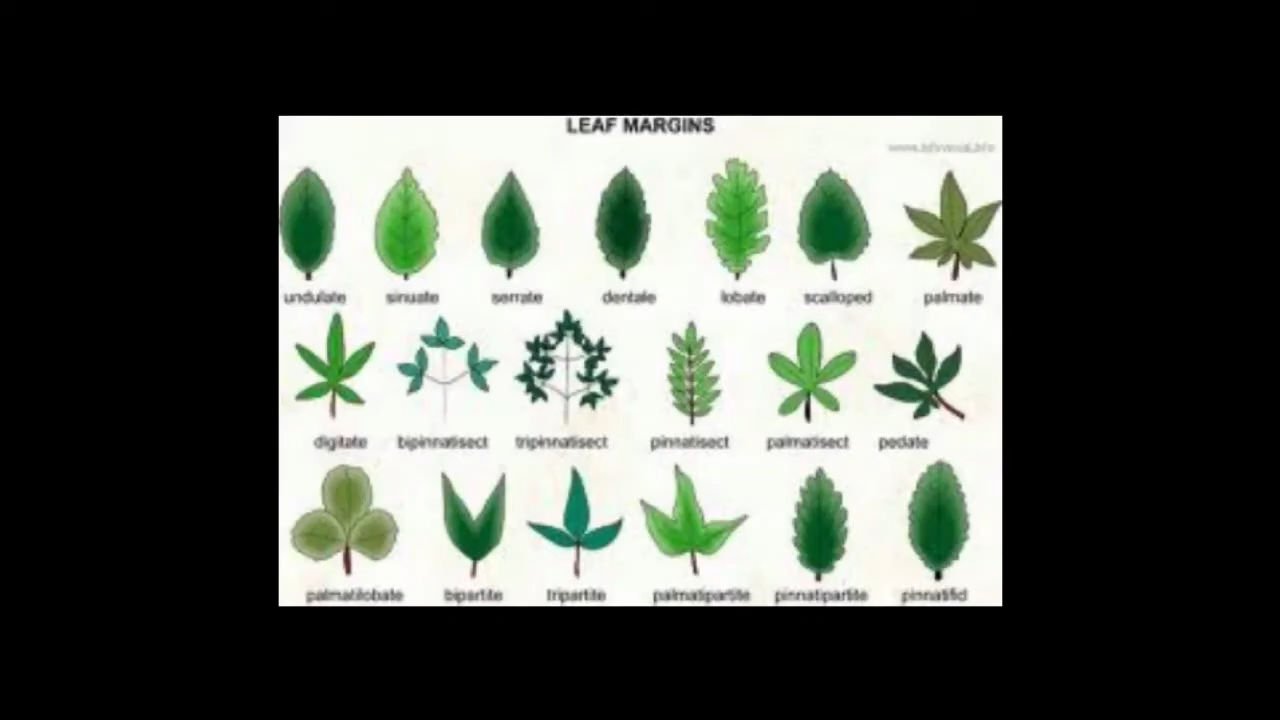 LEAF MARGINS
undulate sinuate serrate dentate lobate scalloped palmate
digitate bipinnatisect tripinnatisect pinnatisect palmatisect pedate
palmatilobate bipartite tripartite palmatipartite pinnatipartite pinnatifid